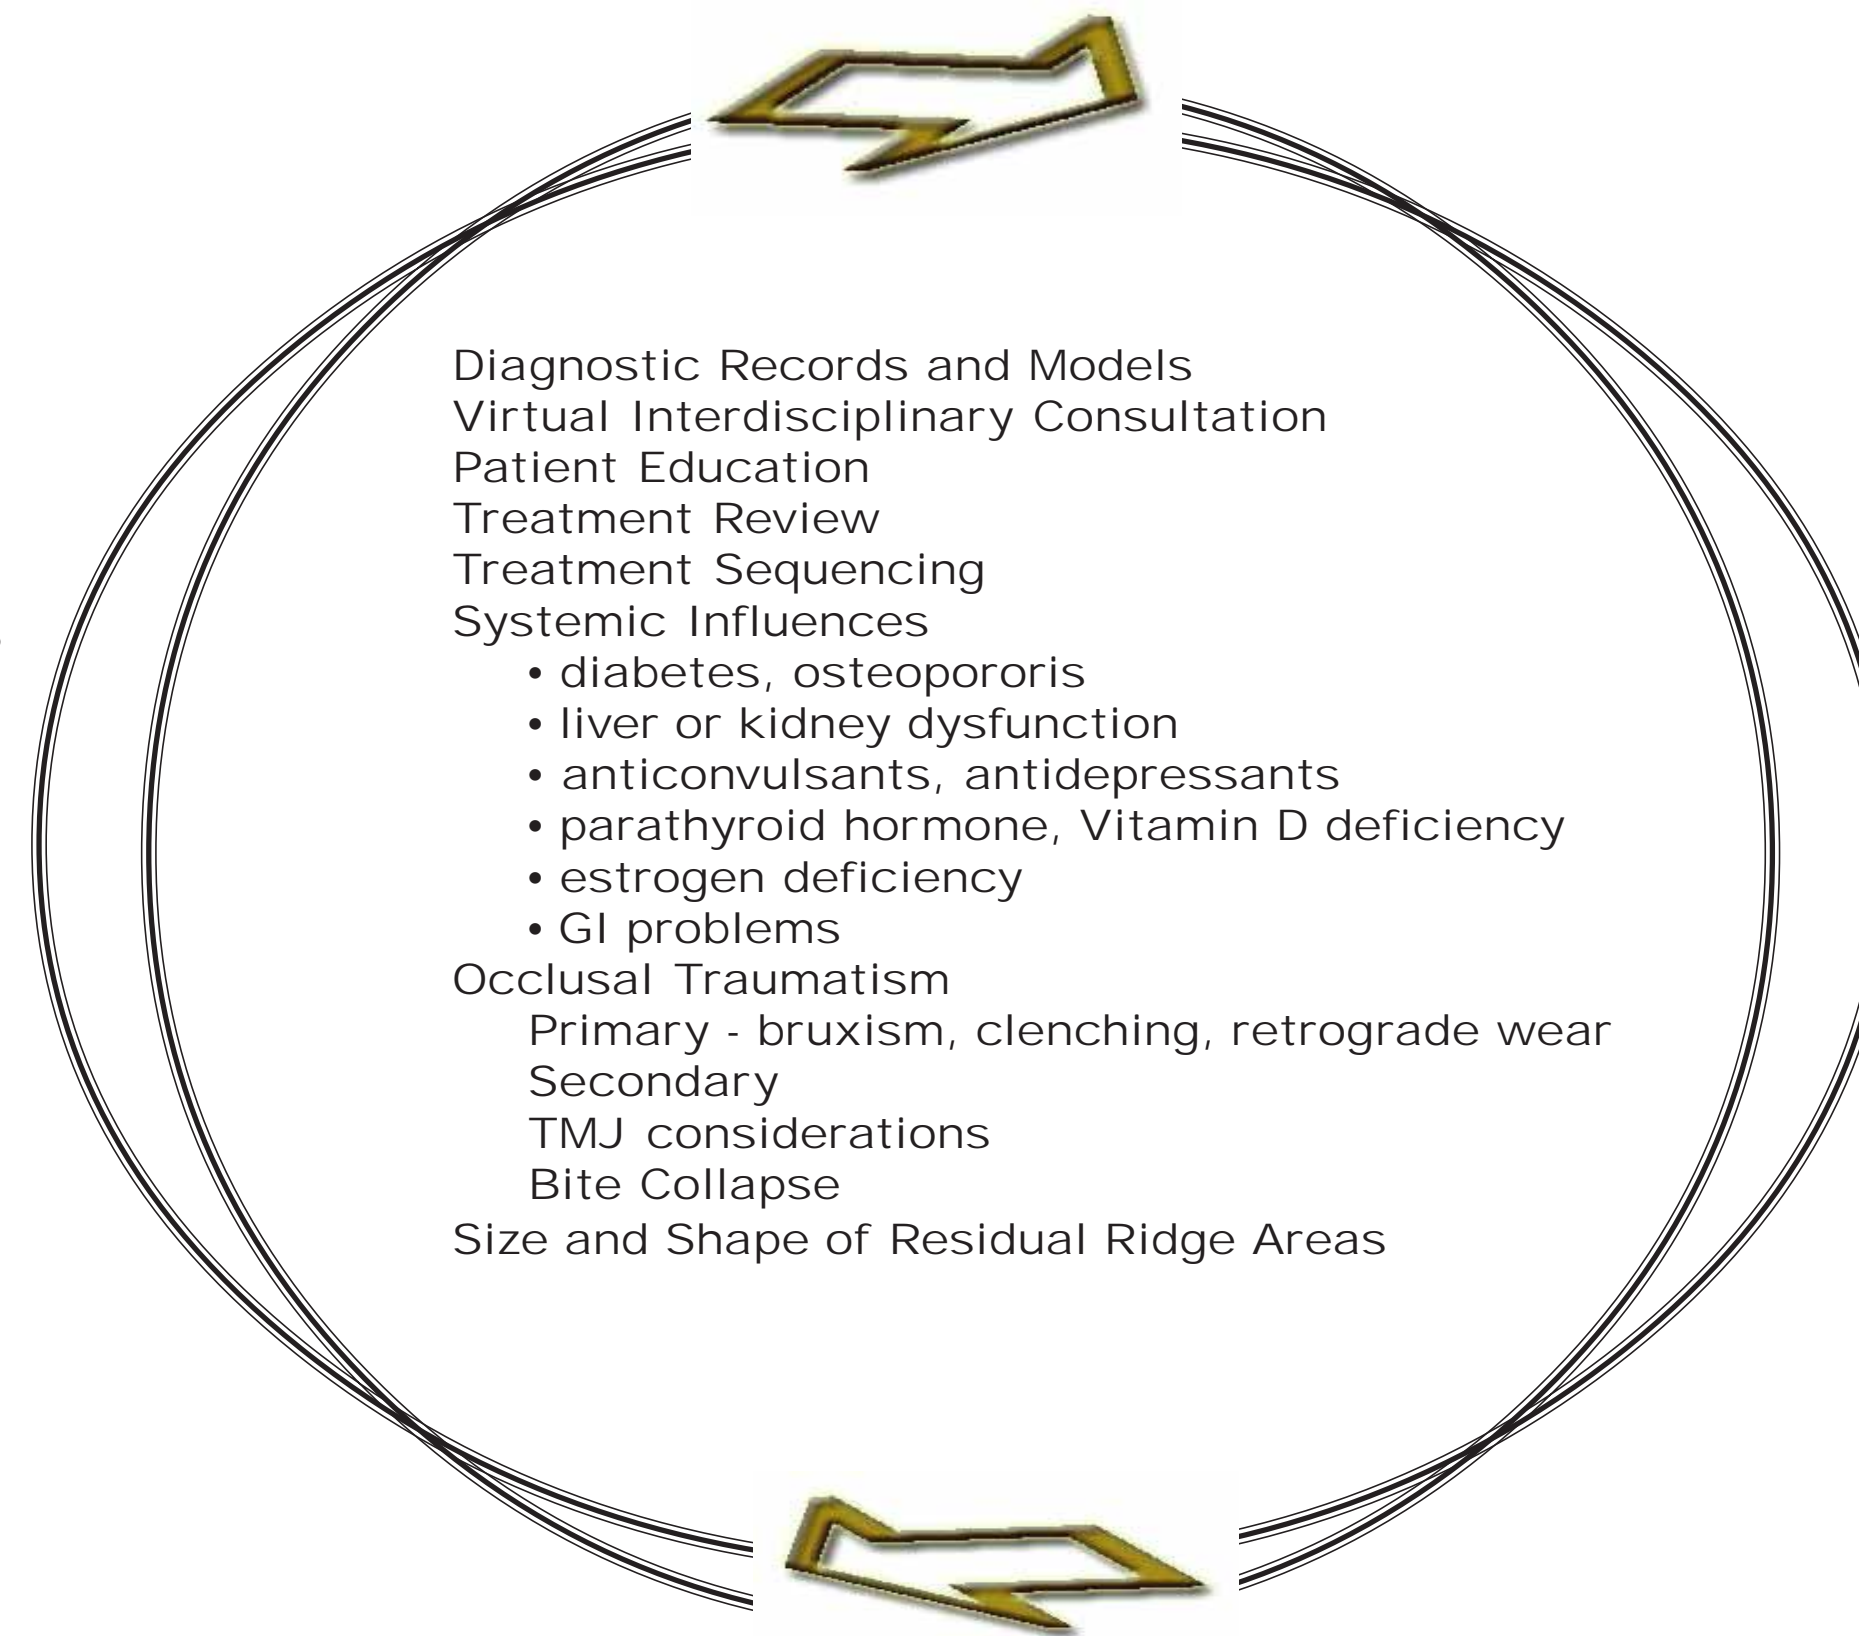 Diagnostic Records and Models
Virtual Interdisciplinary Consultation
Patient Education
Treatment Review
Treatment Sequencing
Systemic Influences
• diabetes, osteopororis
• liver or kidney dysfunction
• anticonvulsants, antidepressants
• parathyroid hormone, Vitamin D deficiency
• estrogen deficiency
• GI problems
Occlusal Traumatism
Primary - bruxism, clenching, retrograde wear
Secondary
TMJ considerations
Bite Collapse
Size and Shape of Residual Ridge Areas